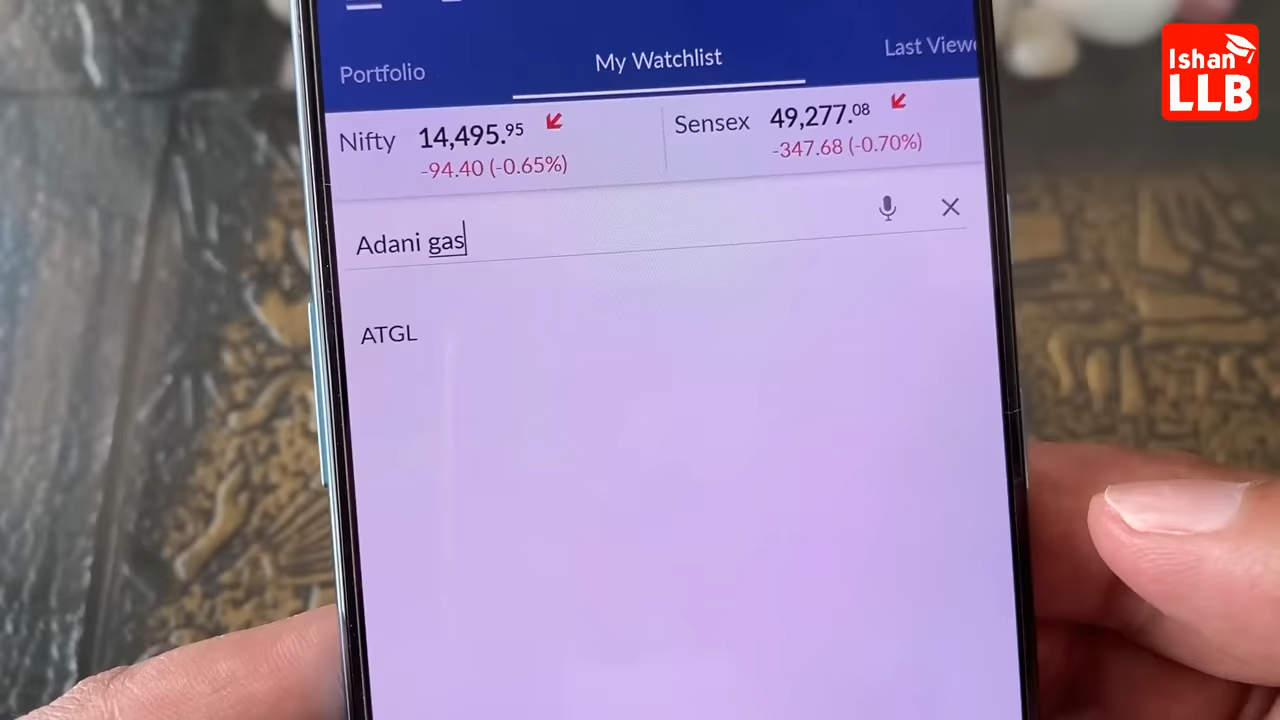 Portfolio
My Watchlist
Last View
Nifty 14,495.95
-94.40 (-0.65%)
Sensex 49,277.08
-347.68 (-0.70%)
Adani gas
ATGL
Ishan
LLB